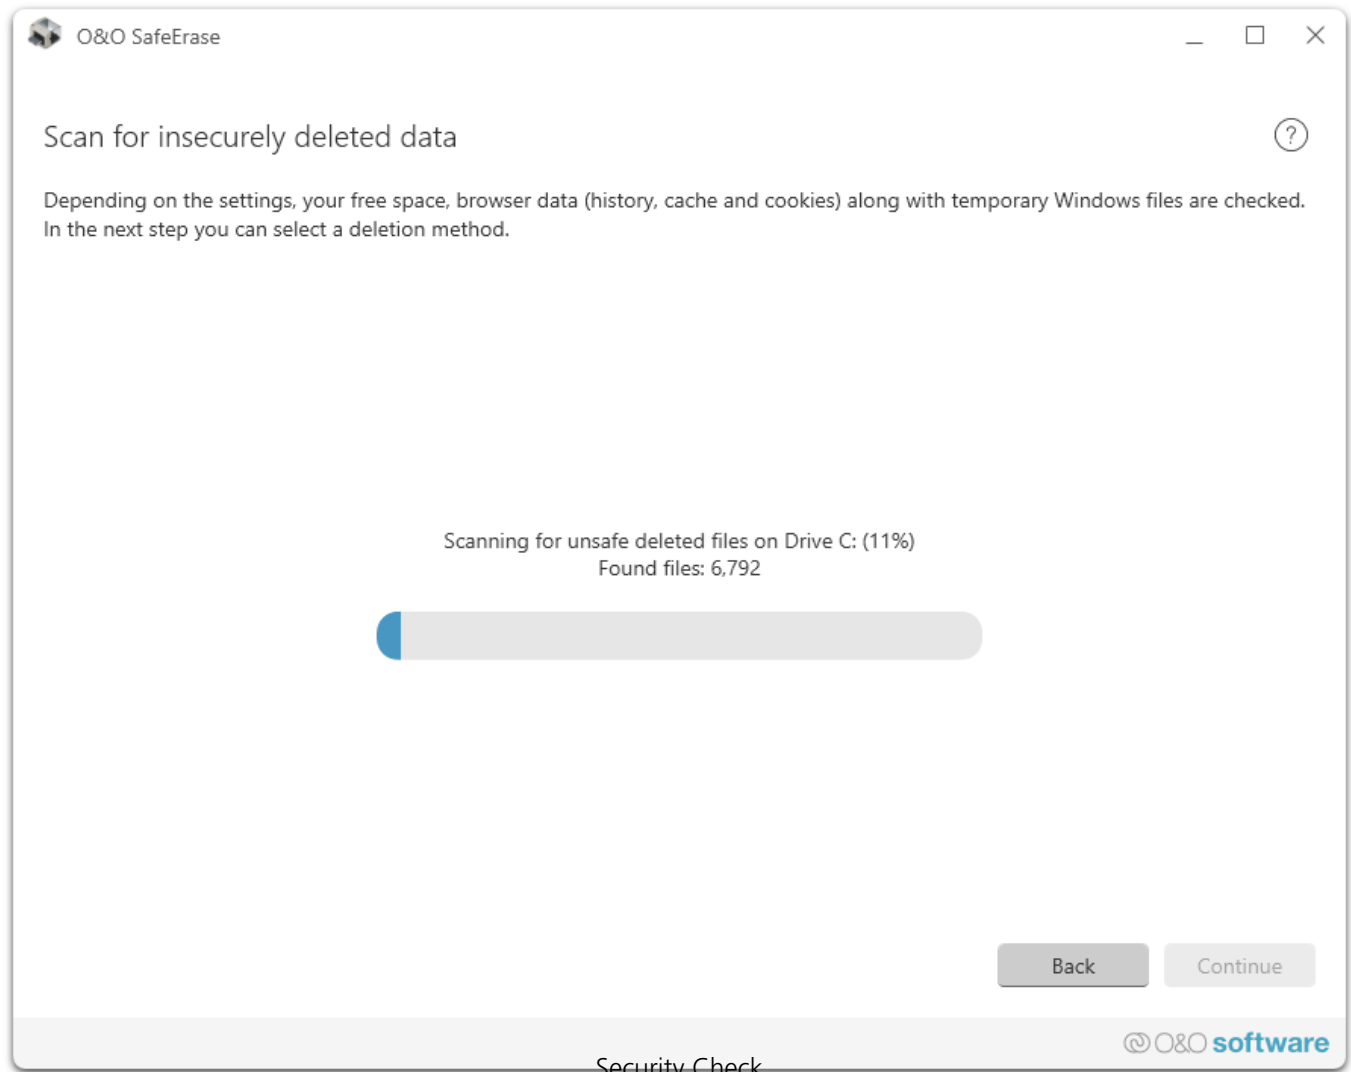 O&O SafeErase
Scan for insecurely deleted data
?
Depending on the settings, your free space, browser data (history, cache and cookies) along with temporary Windows files are checked.
In the next step you can select a deletion method.
Scanning for unsafe deleted files on Drive C: (11%)
Found files: 6,792
Back
Continue
O&O software
Security Check